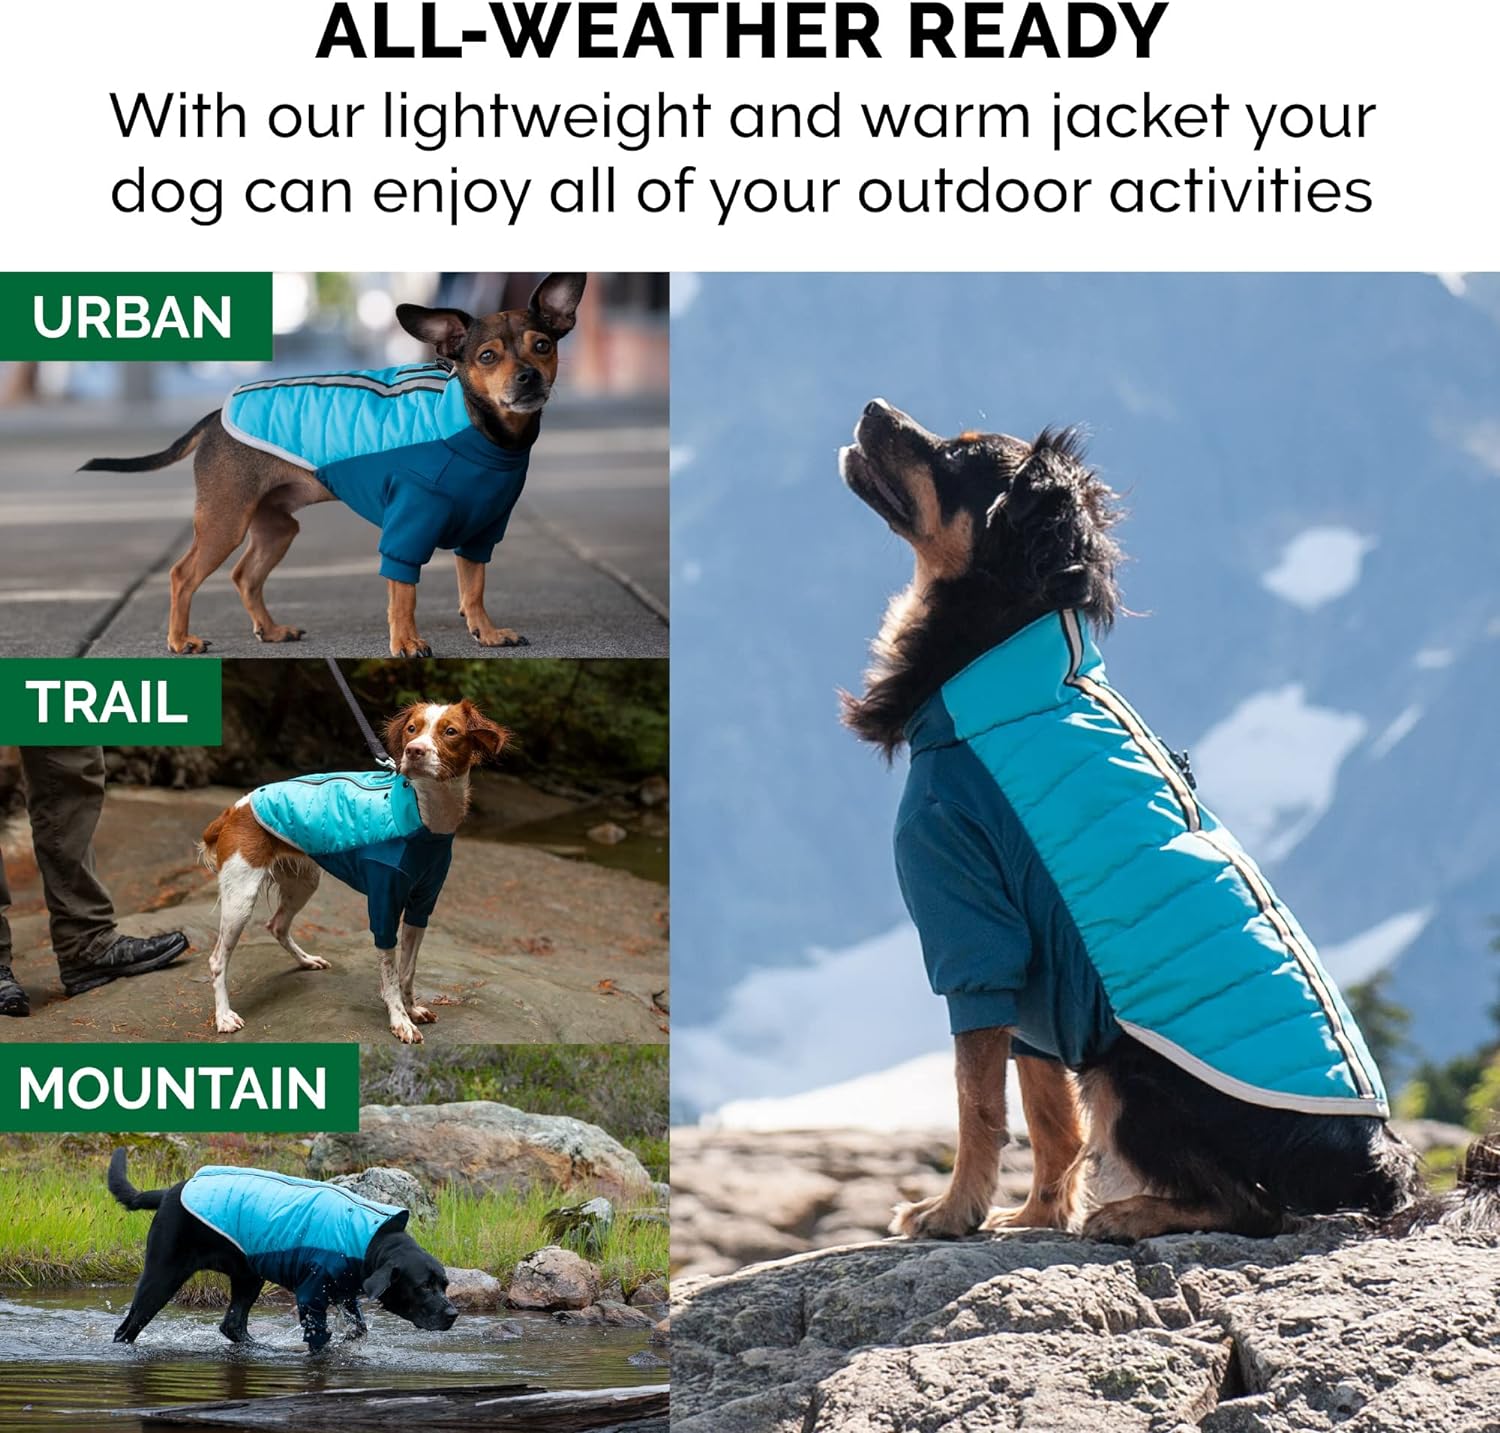 ALL-WEATHER READY
With our lightweight and warm jacket your
dog can enjoy all of your outdoor activities
URBAN
TRAIL
MOUNTAIN